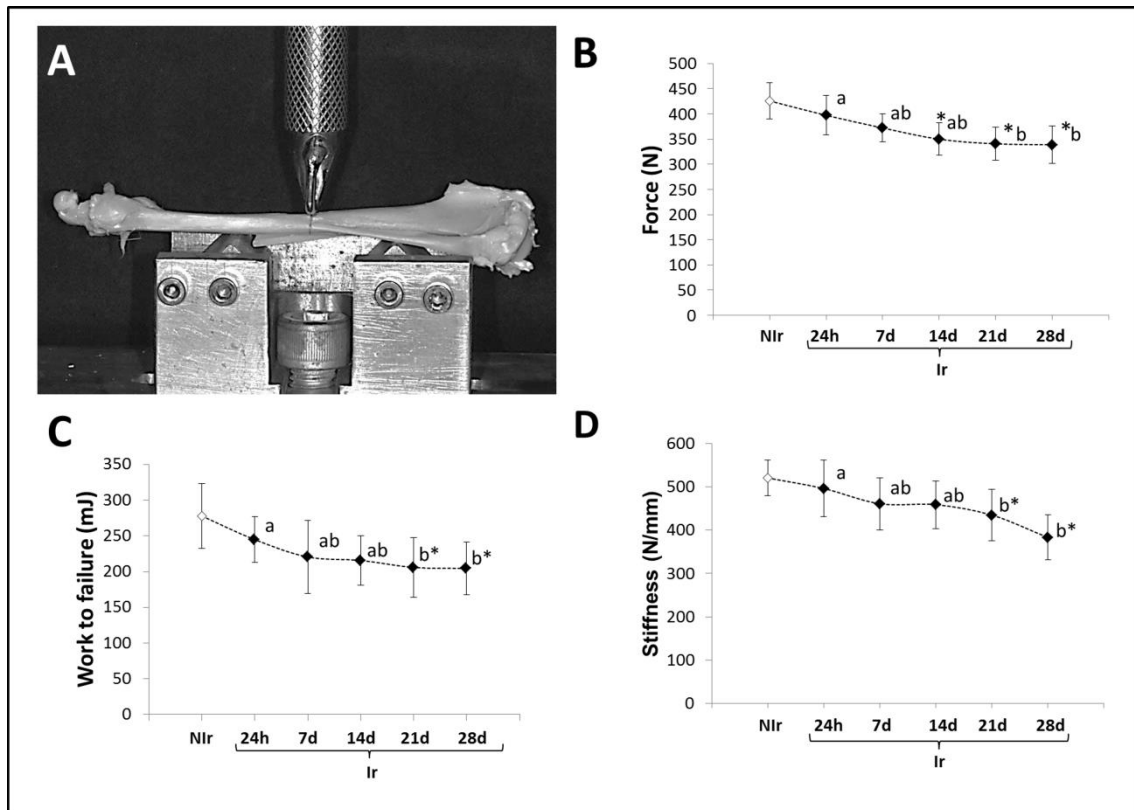 A
B
500
450
400
350
300
250
200
150
100
50
0
Force (N)
a
ab
*ab
*b
*b
NIr
24h
7d
14d
21d
28d
Ir
C
350
300
250
200
150
100
50
0
Work to failure (mJ)
a
ab
ab
b*
b*
NIr
24h
7d
14d
21d
28d
Ir
D
600
500
400
300
200
100
0
Stiffness (N/mm)
a
ab
ab
b*
b*
NIr
24h
7d
14d
21d
28d
Ir